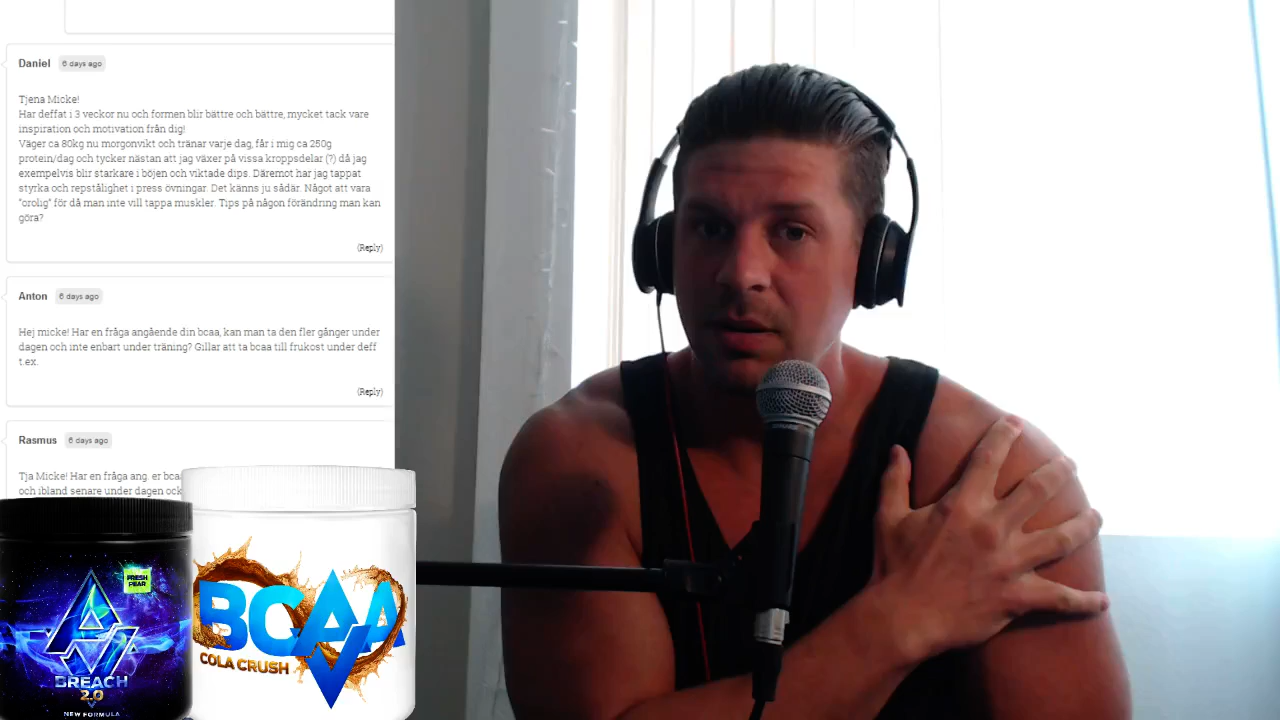 Daniel 6 days ago
Tjena Micke!
Har deffat i 3 veckor nu och formen blir bättre och bättre, mycket tack vare
inspiration och motivation från dig!
Väger ca 80kg nu morgonvikt och tränar varje dag, får i mig ca 250g
protein/dag och tycker nästan att jag växer på vissa kroppsdelar (?) då jag
exempelvis blir starkare i böjen och viktade dips. Däremot har jag tappat
styrka och repstålighet i press övningar. Det känns ju sådär. Något att vara
"orolig" för då man inte vill tappa muskler. Tips på någon förändring man kan
göra?
(Reply)
Anton 6 days ago
Hej micke! Har en fråga angående din bcaa, kan man ta den fler gånger under
dagen och inte enbart under träning? Gillar att ta bcaa till frukost under deff
t.ex.
(Reply)
Rasmus 6 days ago
Tja Micke! Har en fråga ang. er bcaa
och ibland senare under dagen ock
FRESH
PEAR
BREACH
2.0
NEW FORMULA
BCAA
COLA CRUSH